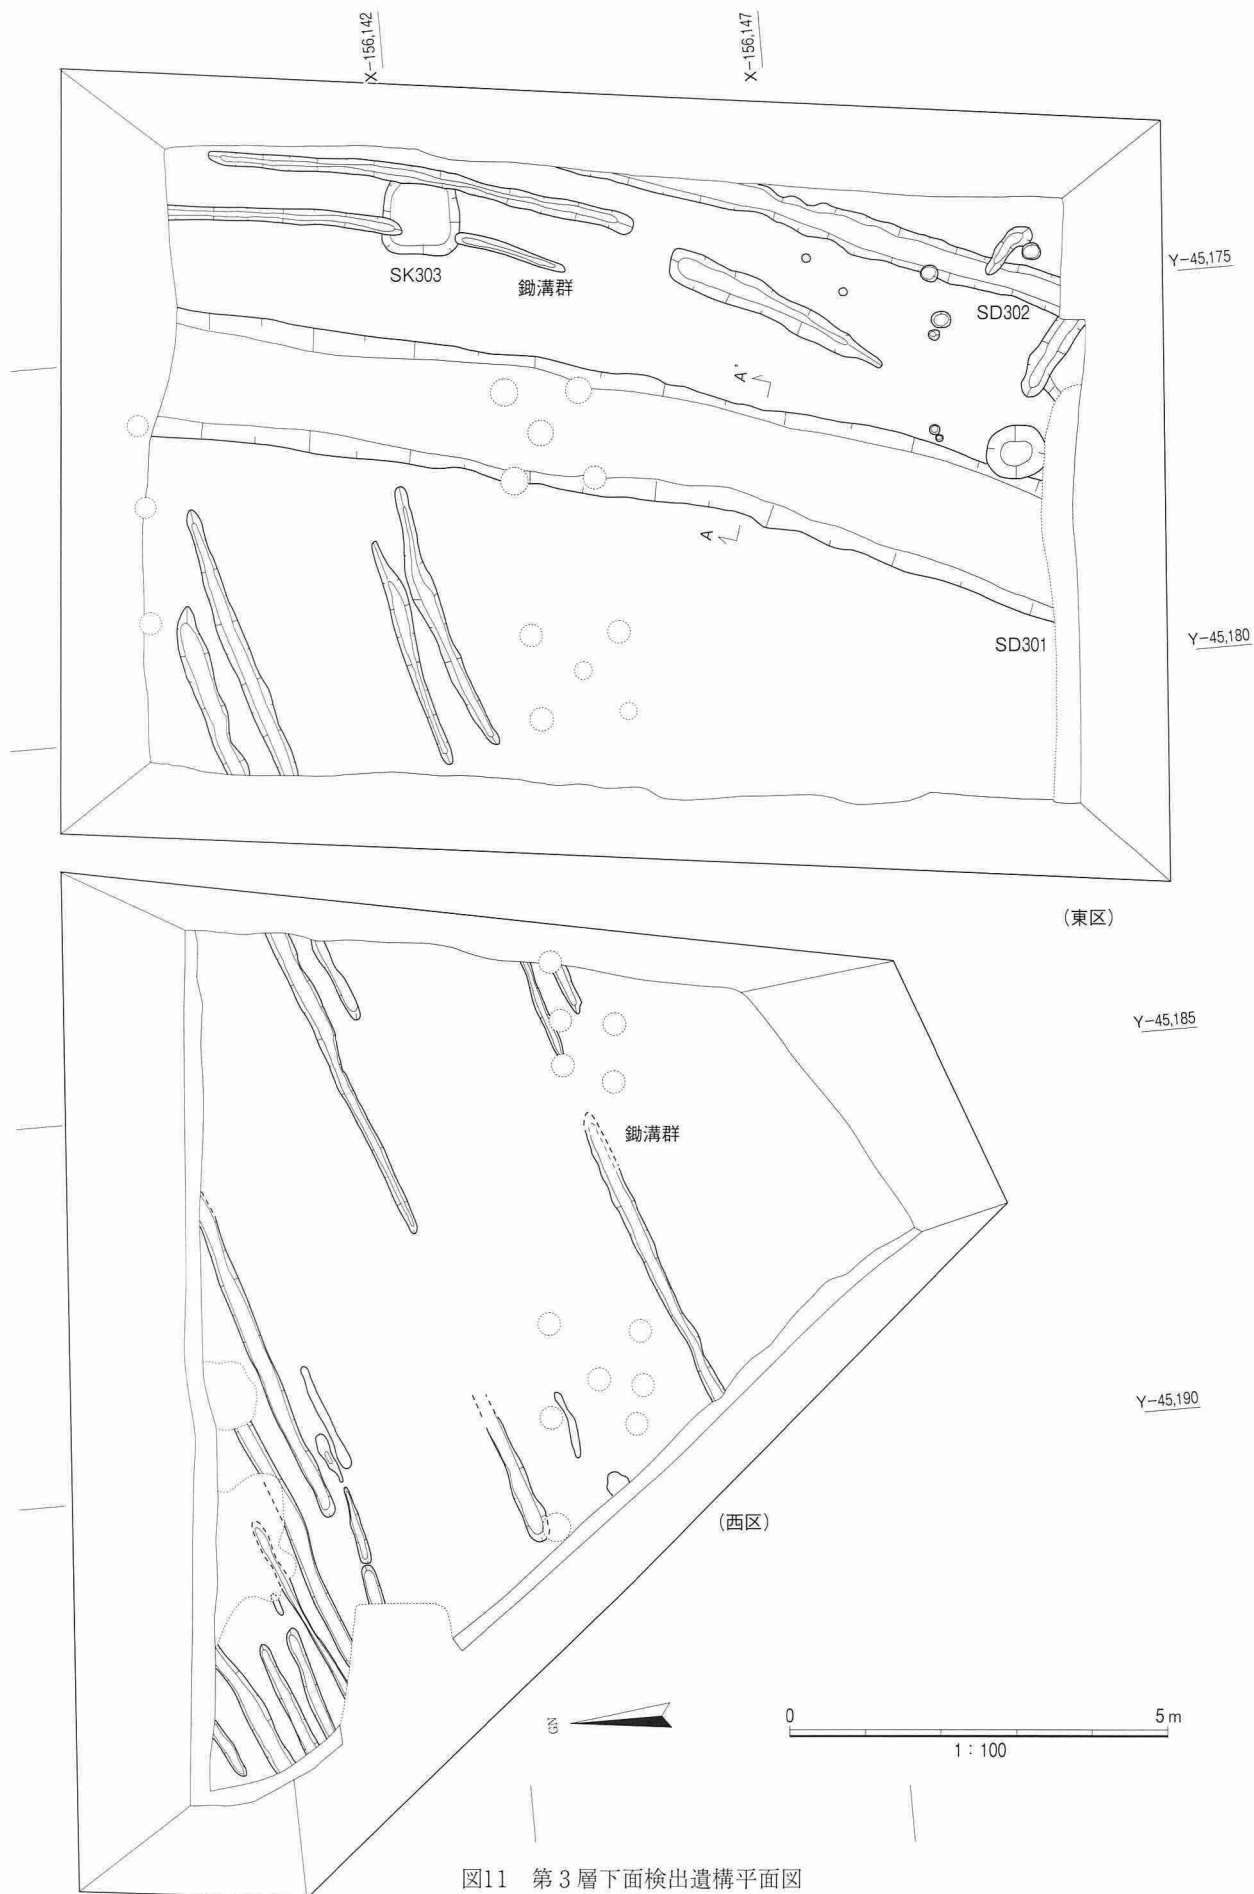 X-156,142
X-156,147
Y-45,175
SK303
鋤溝群
SD302
A'
A
SD301
Y-45,180
(東区)
Y-45,185
鋤溝群
Y-45,190
(西区)
GN
0 5m
1:100
図11 第3層下面検出遺構平面図